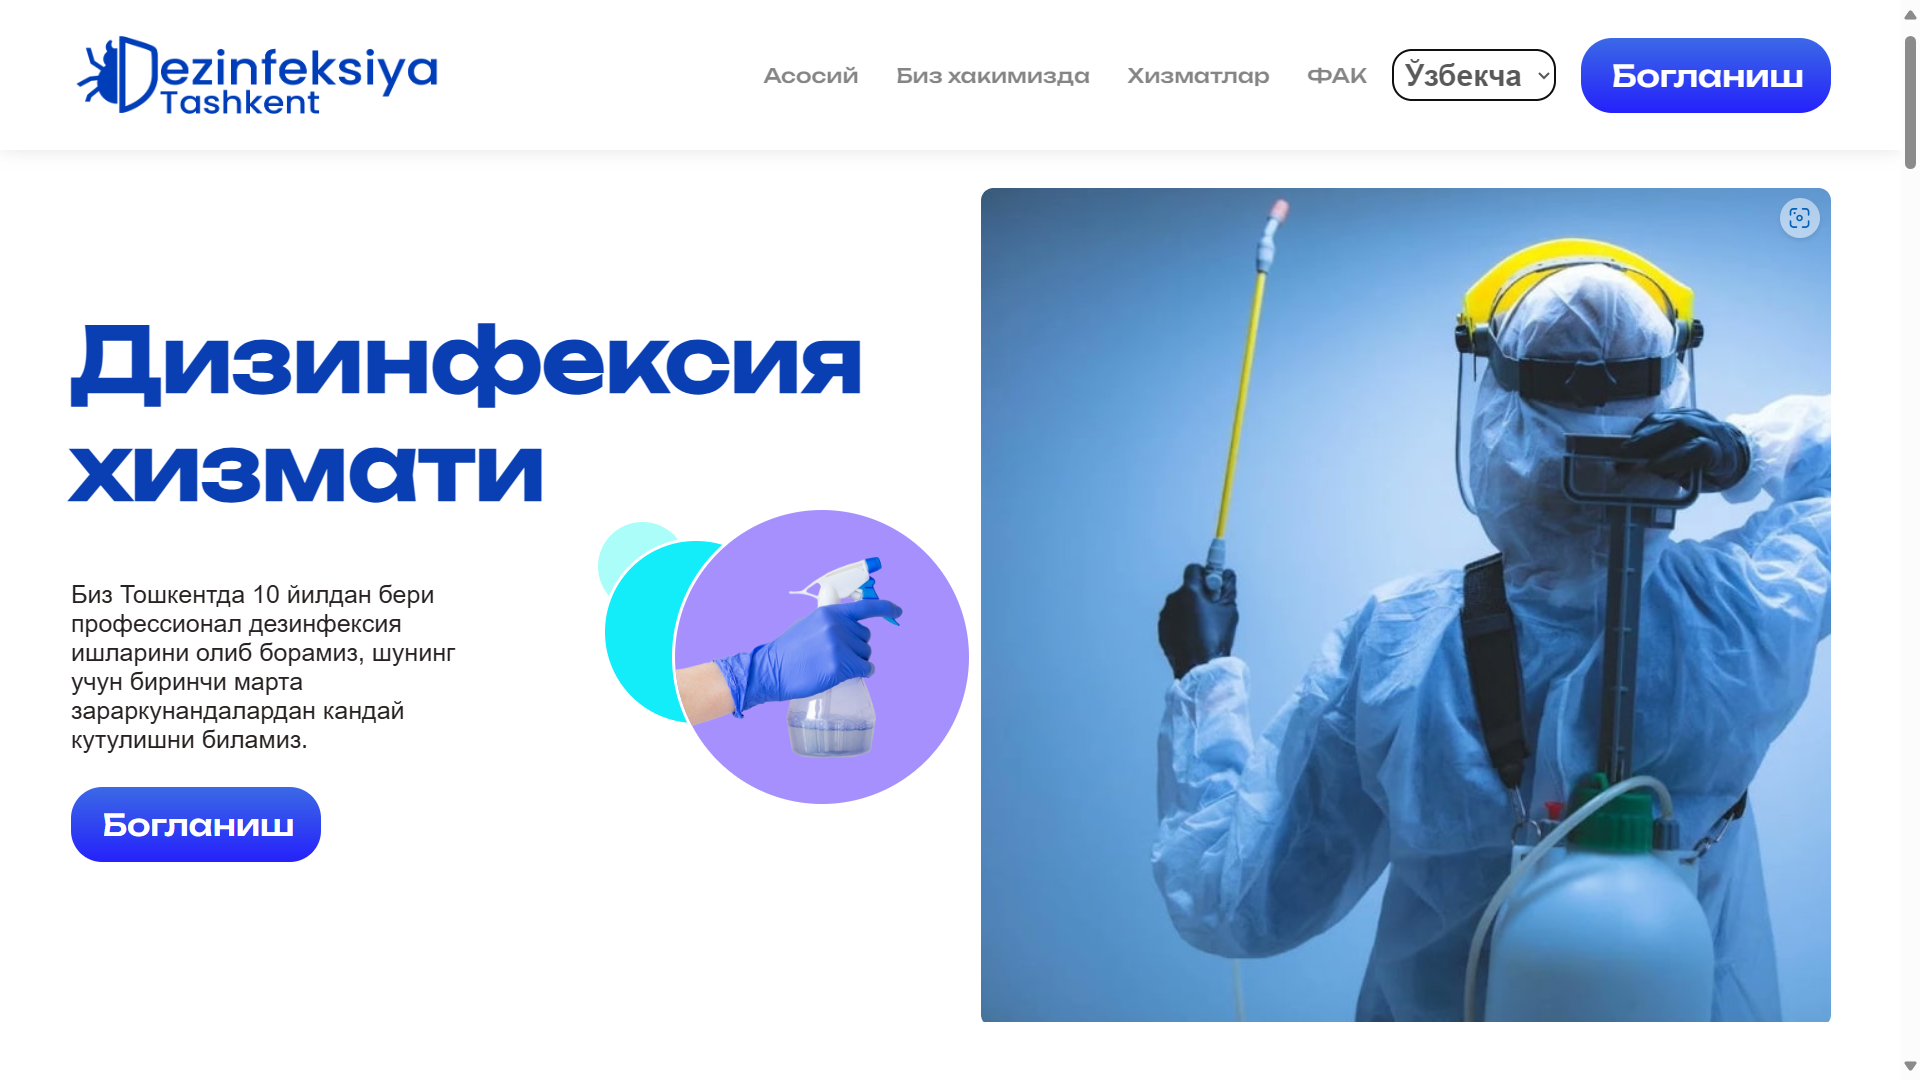 Dezinfeksiya
Tashkent
Асосий
Биз хакимизда
Хизматлар
ФАК
Ўзбекча
Богланиш
Дизинфексия
хизмати
Биз Тошкентда 10 йилдан бери
профессионал дезинфексия
ишларини олиб борамиз, шунинг
учун биринчи марта
зараркунандалардан кандай
кутулишни биламиз.
Богланиш